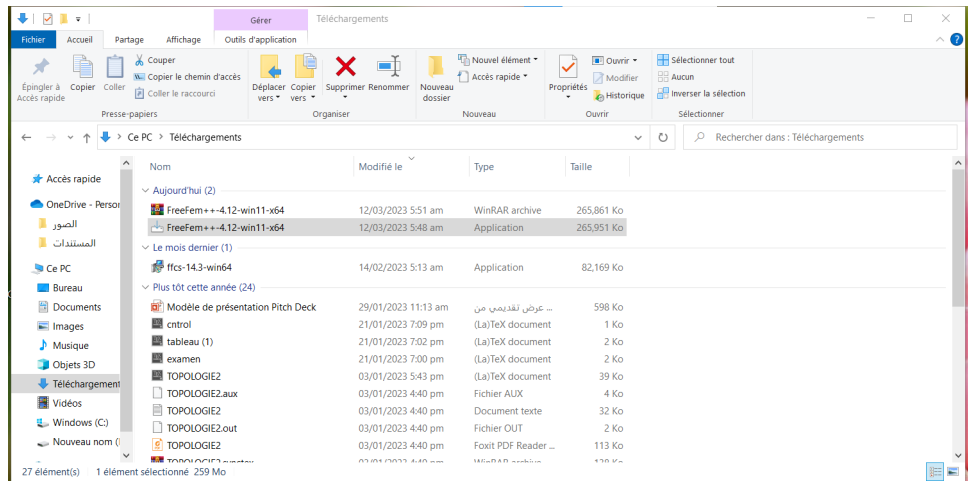 Gérer
Téléchargements
Fichier
Accueil
Partage
Affichage
Outils d'application
Épingler à Accès rapide
Copier
Coller
Couper
Copier le chemin d'accès
Coller le raccourci
Presse-papiers
Déplacer vers
Copier vers
Supprimer
Renommer
Organiser
Nouveau dossier
Nouvel élément
Accès rapide
Nouveau
Propriétés
Ouvrir
Modifier
Historique
Ouvrir
Sélectionner tout
Aucun
Inverser la sélection
Sélectionner
Ce PC > Téléchargements
Rechercher dans : Téléchargements
Accès rapide
OneDrive - Person
الصور
المستندات
Ce PC
Bureau
Documents
Images
Musique
Objets 3D
Téléchargement
Vidéos
Windows (C:)
Nouveau nom (
Nom Modifié le Type Taille
Aujourd'hui (2)
FreeFem++-4.12-win11-x64 12/03/2023 5:51 am WinRAR archive 265,861 Ko
FreeFem++-4.12-win11-x64 12/03/2023 5:48 am Application 265,951 Ko
Le mois dernier (1)
ffcs-14.3-win64 14/02/2023 5:13 am Application 82,169 Ko
Plus tôt cette année (24)
Modèle de présentation Pitch Deck 29/01/2023 11:13 am عرض تقديمي من ... 598 Ko
cntrol 21/01/2023 7:09 pm (La)TeX document 1 Ko
tableau (1) 21/01/2023 7:02 pm (La)TeX document 2 Ko
examen 21/01/2023 7:00 pm (La)TeX document 2 Ko
TOPOLOGIE2 03/01/2023 5:43 pm (La)TeX document 39 Ko
TOPOLOGIE2.aux 03/01/2023 4:40 pm Fichier AUX 4 Ko
TOPOLOGIE2 03/01/2023 4:40 pm Document texte 32 Ko
TOPOLOGIE2.out 03/01/2023 4:40 pm Fichier OUT 2 Ko
TOPOLOGIE2 03/01/2023 4:40 pm Foxit PDF Reader ... 113 Ko
27 élément(s) 1 élément sélectionné 259 Mo